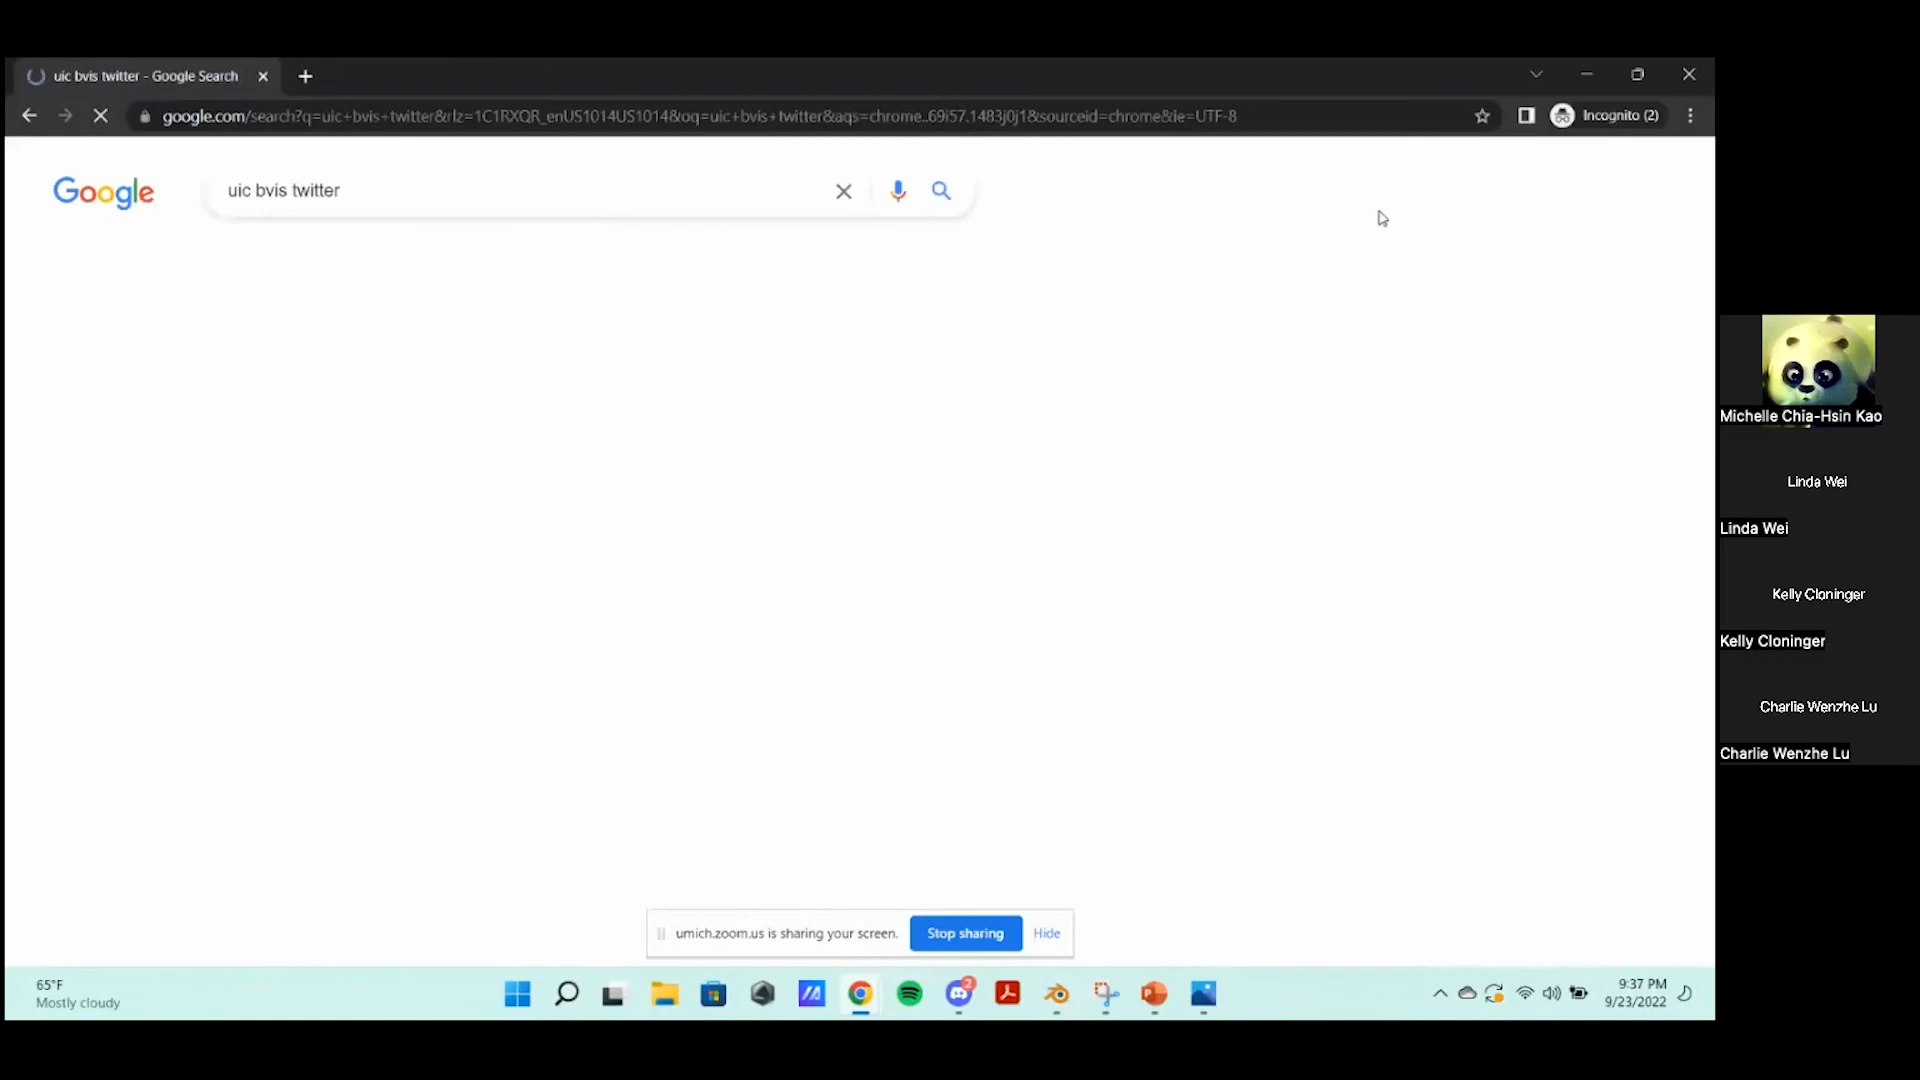 uic bvis twitter - Google Search
google.com/search?q=uic+bvis+twitter&rlz=1C1RXQR_enUS1014US1014&oq=uic+bvis+twitter&aqs=chrome..69i57.1483j0j1&sourceid=chrome&ie=UTF-8
Incognito (2)
Google
uic bvis twitter
Michelle Chia-Hsin Kao
Linda Wei
Linda Wei
Kelly Cloninger
Kelly Cloninger
Charlie Wenzhe Lu
Charlie Wenzhe Lu
umich.zoom.us is sharing your screen.
Stop sharing
Hide
65°F
Mostly cloudy
2
9:37 PM
9/23/2022